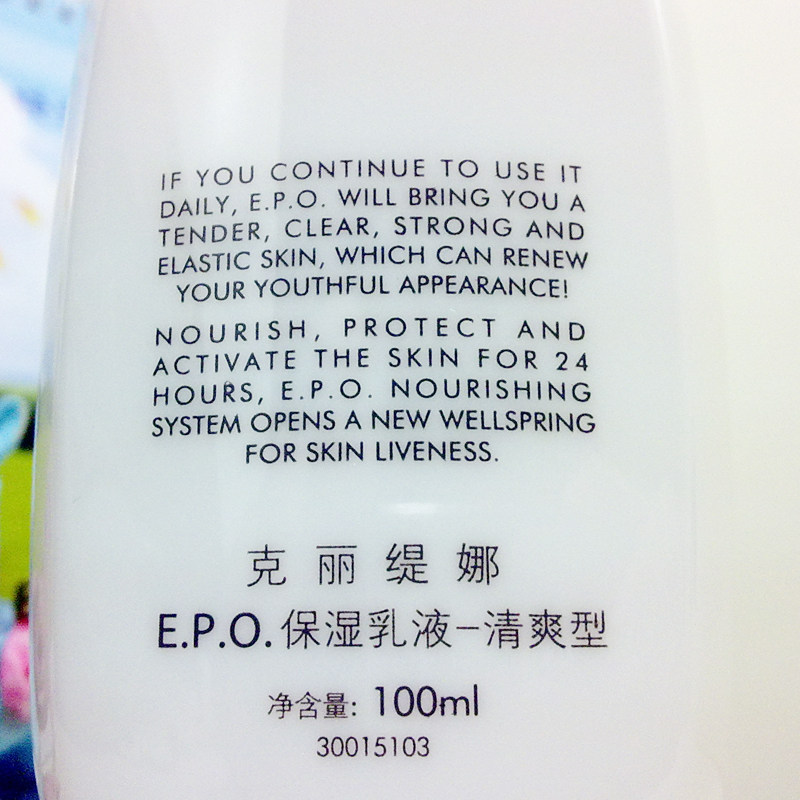 IF YOU CONTINUE TO USE IT
DAILY, E.P.O. WILL BRING YOU A
TENDER, CLEAR, STRONG AND
ELASTIC SKIN, WHICH CAN RENEW
YOUR YOUTHFUL APPEARANCE!
NOURISH, PROTECT AND
ACTIVATE THE SKIN FOR 24
HOURS, E.P.O. NOURISHING
SYSTEM OPENS A NEW WELLSPRING
FOR SKIN LIVENESS.
克丽缇娜
E.P.O.保湿乳液–清爽型
净含量: 100ml
30015103